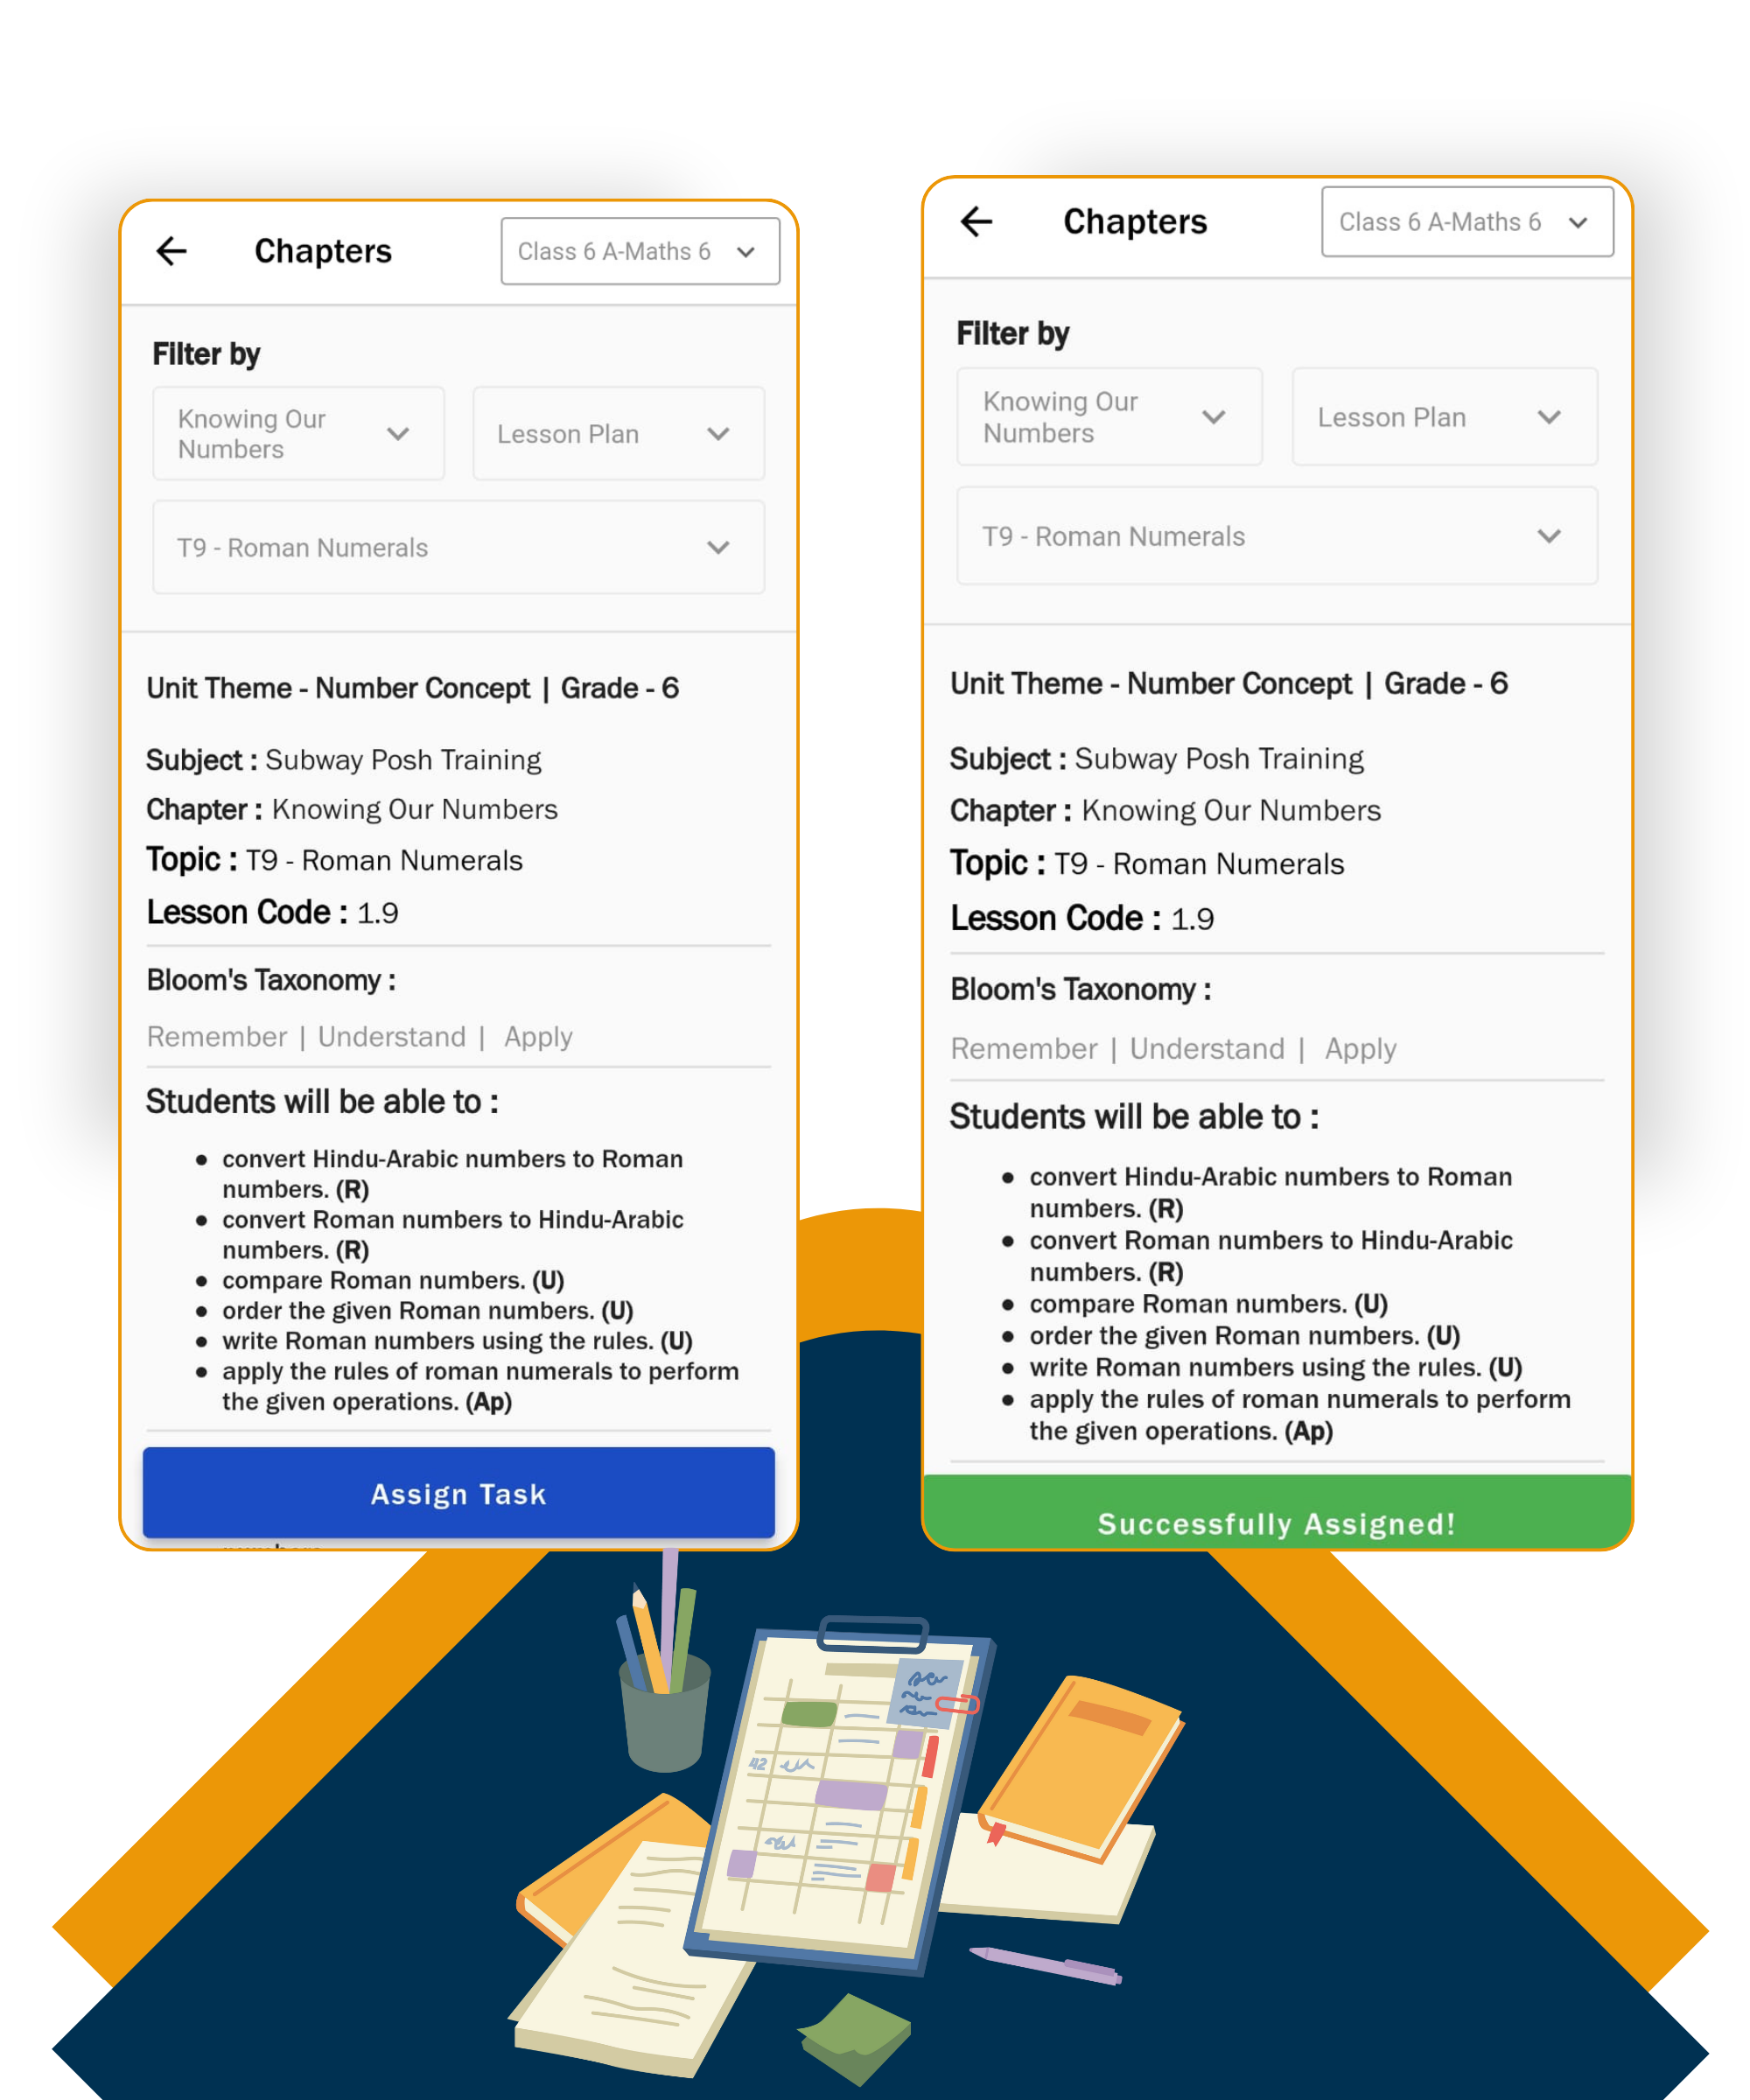 Chapters
Class 6 A-Maths 6
Filter by
Knowing Our
Numbers
Lesson Plan
T9 - Roman Numerals
Unit Theme - Number Concept | Grade - 6
Subject : Subway Posh Training
Chapter : Knowing Our Numbers
Topic : T9 - Roman Numerals
Lesson Code : 1.9
Bloom's Taxonomy :
Remember | Understand | Apply
Students will be able to :
● convert Hindu-Arabic numbers to Roman
numbers. (R)
● convert Roman numbers to Hindu-Arabic
numbers. (R)
● compare Roman numbers. (U)
● order the given Roman numbers. (U)
● write Roman numbers using the rules. (U)
● apply the rules of roman numerals to perform
the given operations. (Ap)
Assign Task
Chapters
Class 6 A-Maths 6
Filter by
Knowing Our
Numbers
Lesson Plan
T9 - Roman Numerals
Unit Theme - Number Concept | Grade - 6
Subject : Subway Posh Training
Chapter : Knowing Our Numbers
Topic : T9 - Roman Numerals
Lesson Code : 1.9
Bloom's Taxonomy :
Remember | Understand | Apply
Students will be able to :
● convert Hindu-Arabic numbers to Roman
numbers. (R)
● convert Roman numbers to Hindu-Arabic
numbers. (R)
● compare Roman numbers. (U)
● order the given Roman numbers. (U)
● write Roman numbers using the rules. (U)
● apply the rules of roman numerals to perform
the given operations. (Ap)
Successfully Assigned!